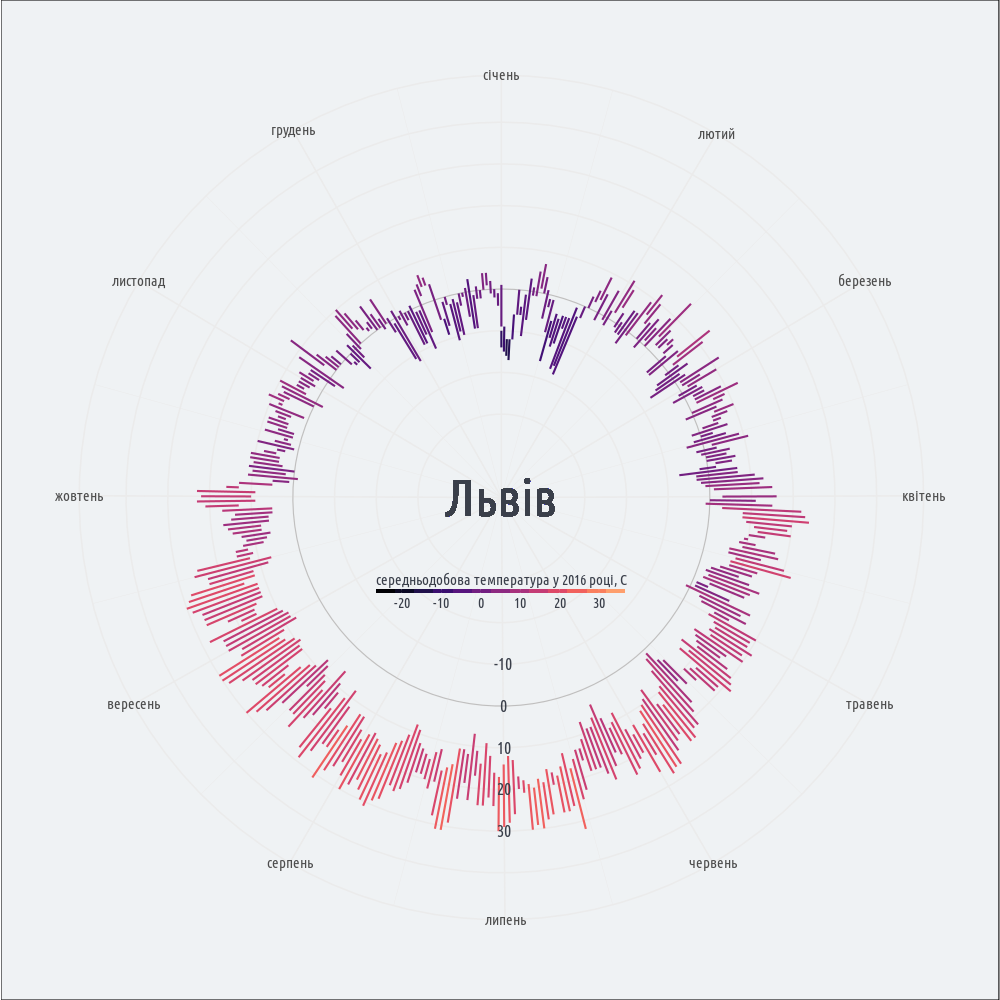 січень
грудень
лютий
листопад
березень
жовтень
Львів
квітень
середньодобова температура у 2016 році, С
-20 -10 0 10 20 30
-10
0
вересень
травень
10
20
30
серпень
червень
липень